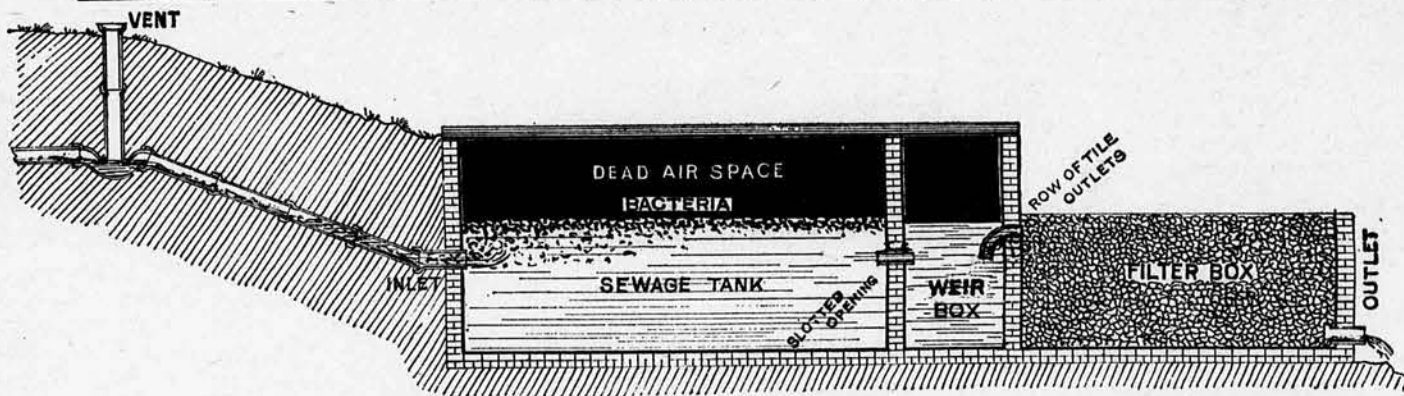 VENT
DEAD AIR SPACE
BACTERIA
ROW OF TILE
OUTLETS
INLET
SEWAGE TANK
SLOTTED
OPENING
WEIR
BOX
FILTER BOX
OUTLET